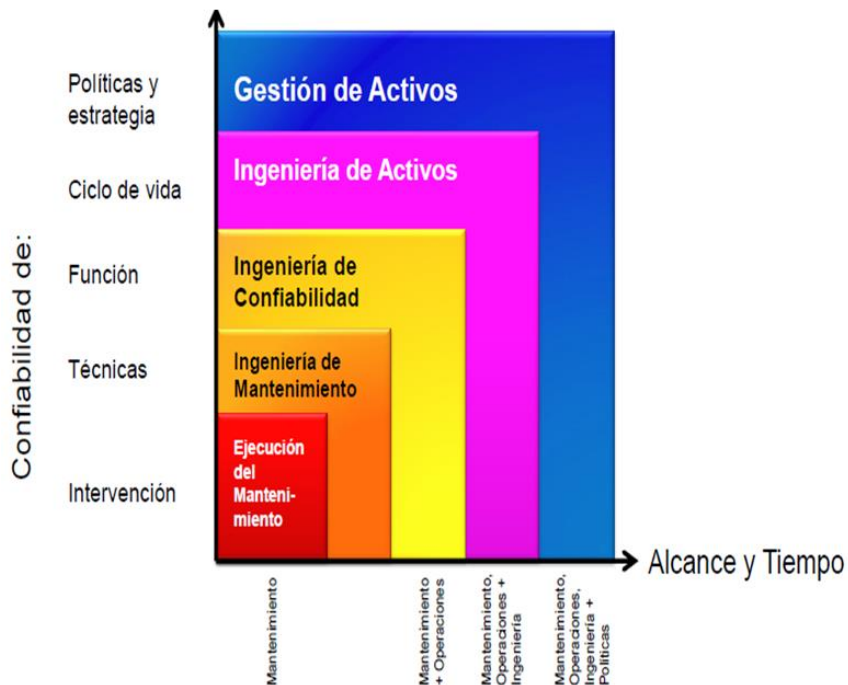 Confiabilidad de:
Políticas y
estrategia
Ciclo de vida
Función
Técnicas
Intervención
Gestión de Activos
Ingeniería de Activos
Ingeniería de
Confiabilidad
Ingeniería de
Mantenimiento
Ejecución
del
Manteni-
miento
Alcance y Tiempo
Mantenimiento
Mantenimiento
+ Operaciones
Mantenimiento,
Operaciones +
Ingeniería
Mantenimiento,
Operaciones,
Ingeniería +
Políticas